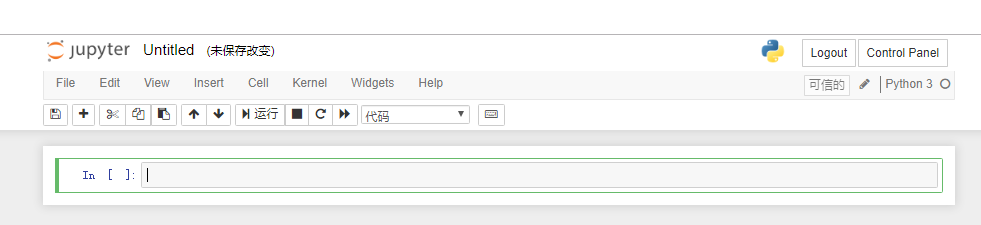 jupyter Untitled (未保存改变) Logout Control Panel
File Edit View Insert Cell Kernel Widgets Help 可信的 Python 3
运行 代码
In [ ]: